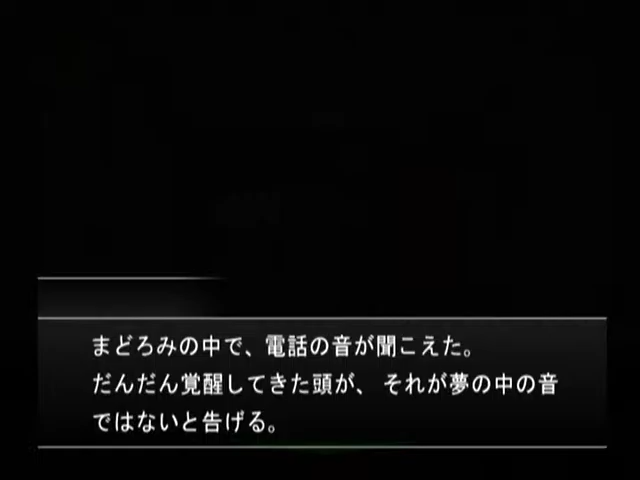 まどろみの中で、電話の音が聞こえた。
だんだん覚醒してきた頭が、それが夢の中の音
ではないと告げる。